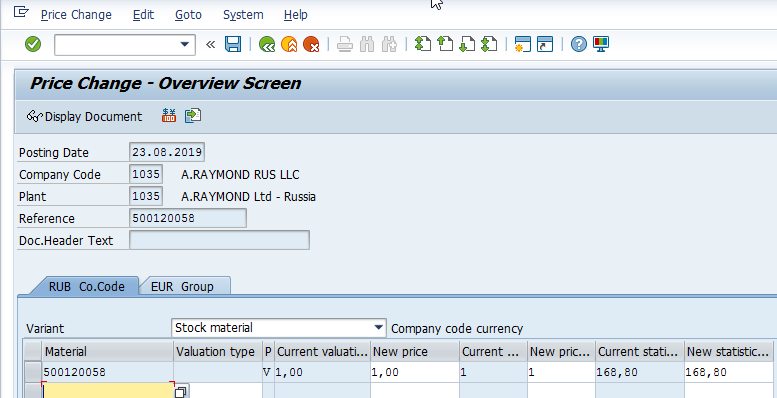 Price Change Edit Goto System Help
«
Price Change - Overview Screen
Display Document
Posting Date 23.08.2019
Company Code 1035 A.RAYMOND RUS LLC
Plant 1035 A.RAYMOND Ltd - Russia
Reference 500120058
Doc.Header Text
RUB Co.Code EUR Group
Variant Stock material Company code currency
Material Valuation type P Current valuati... New price Current ... New pric... Current stati... New statistic...
500120058 V 1,00 1,00 1 1 168,80 168,80